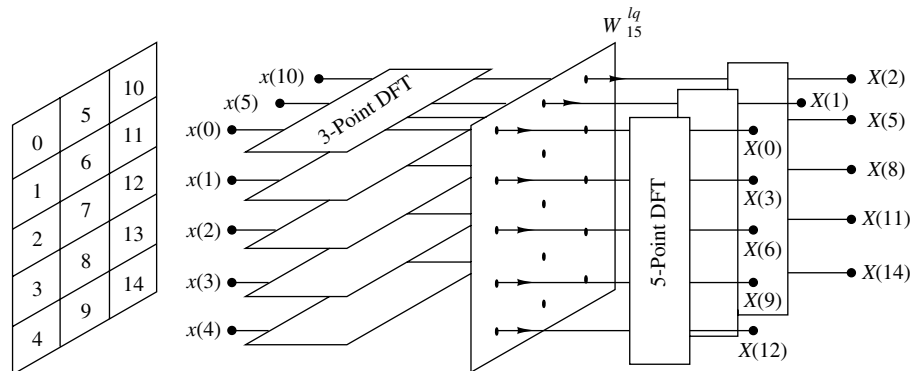 0 5 10
1 6 11
2 7 12
3 8 13
4 9 14
x(10)
x(5)
x(0)
x(1)
x(2)
x(3)
x(4)
3-Point DFT
W₁₅^{lq}
5-Point DFT
X(2)
X(1)
X(5)
X(0)
X(8)
X(3)
X(11)
X(6)
X(14)
X(9)
X(12)